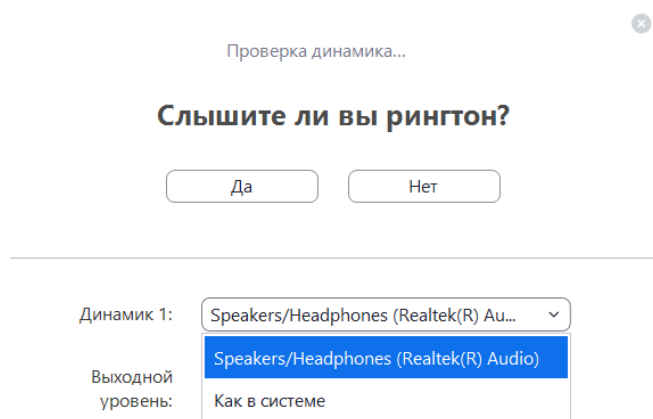 Проверка динамика...
Слышите ли вы рингтон?
Да
Нет
Динамик 1:
Speakers/Headphones (Realtek(R) Au...
Speakers/Headphones (Realtek(R) Audio)
Выходной
уровень:
Как в системе